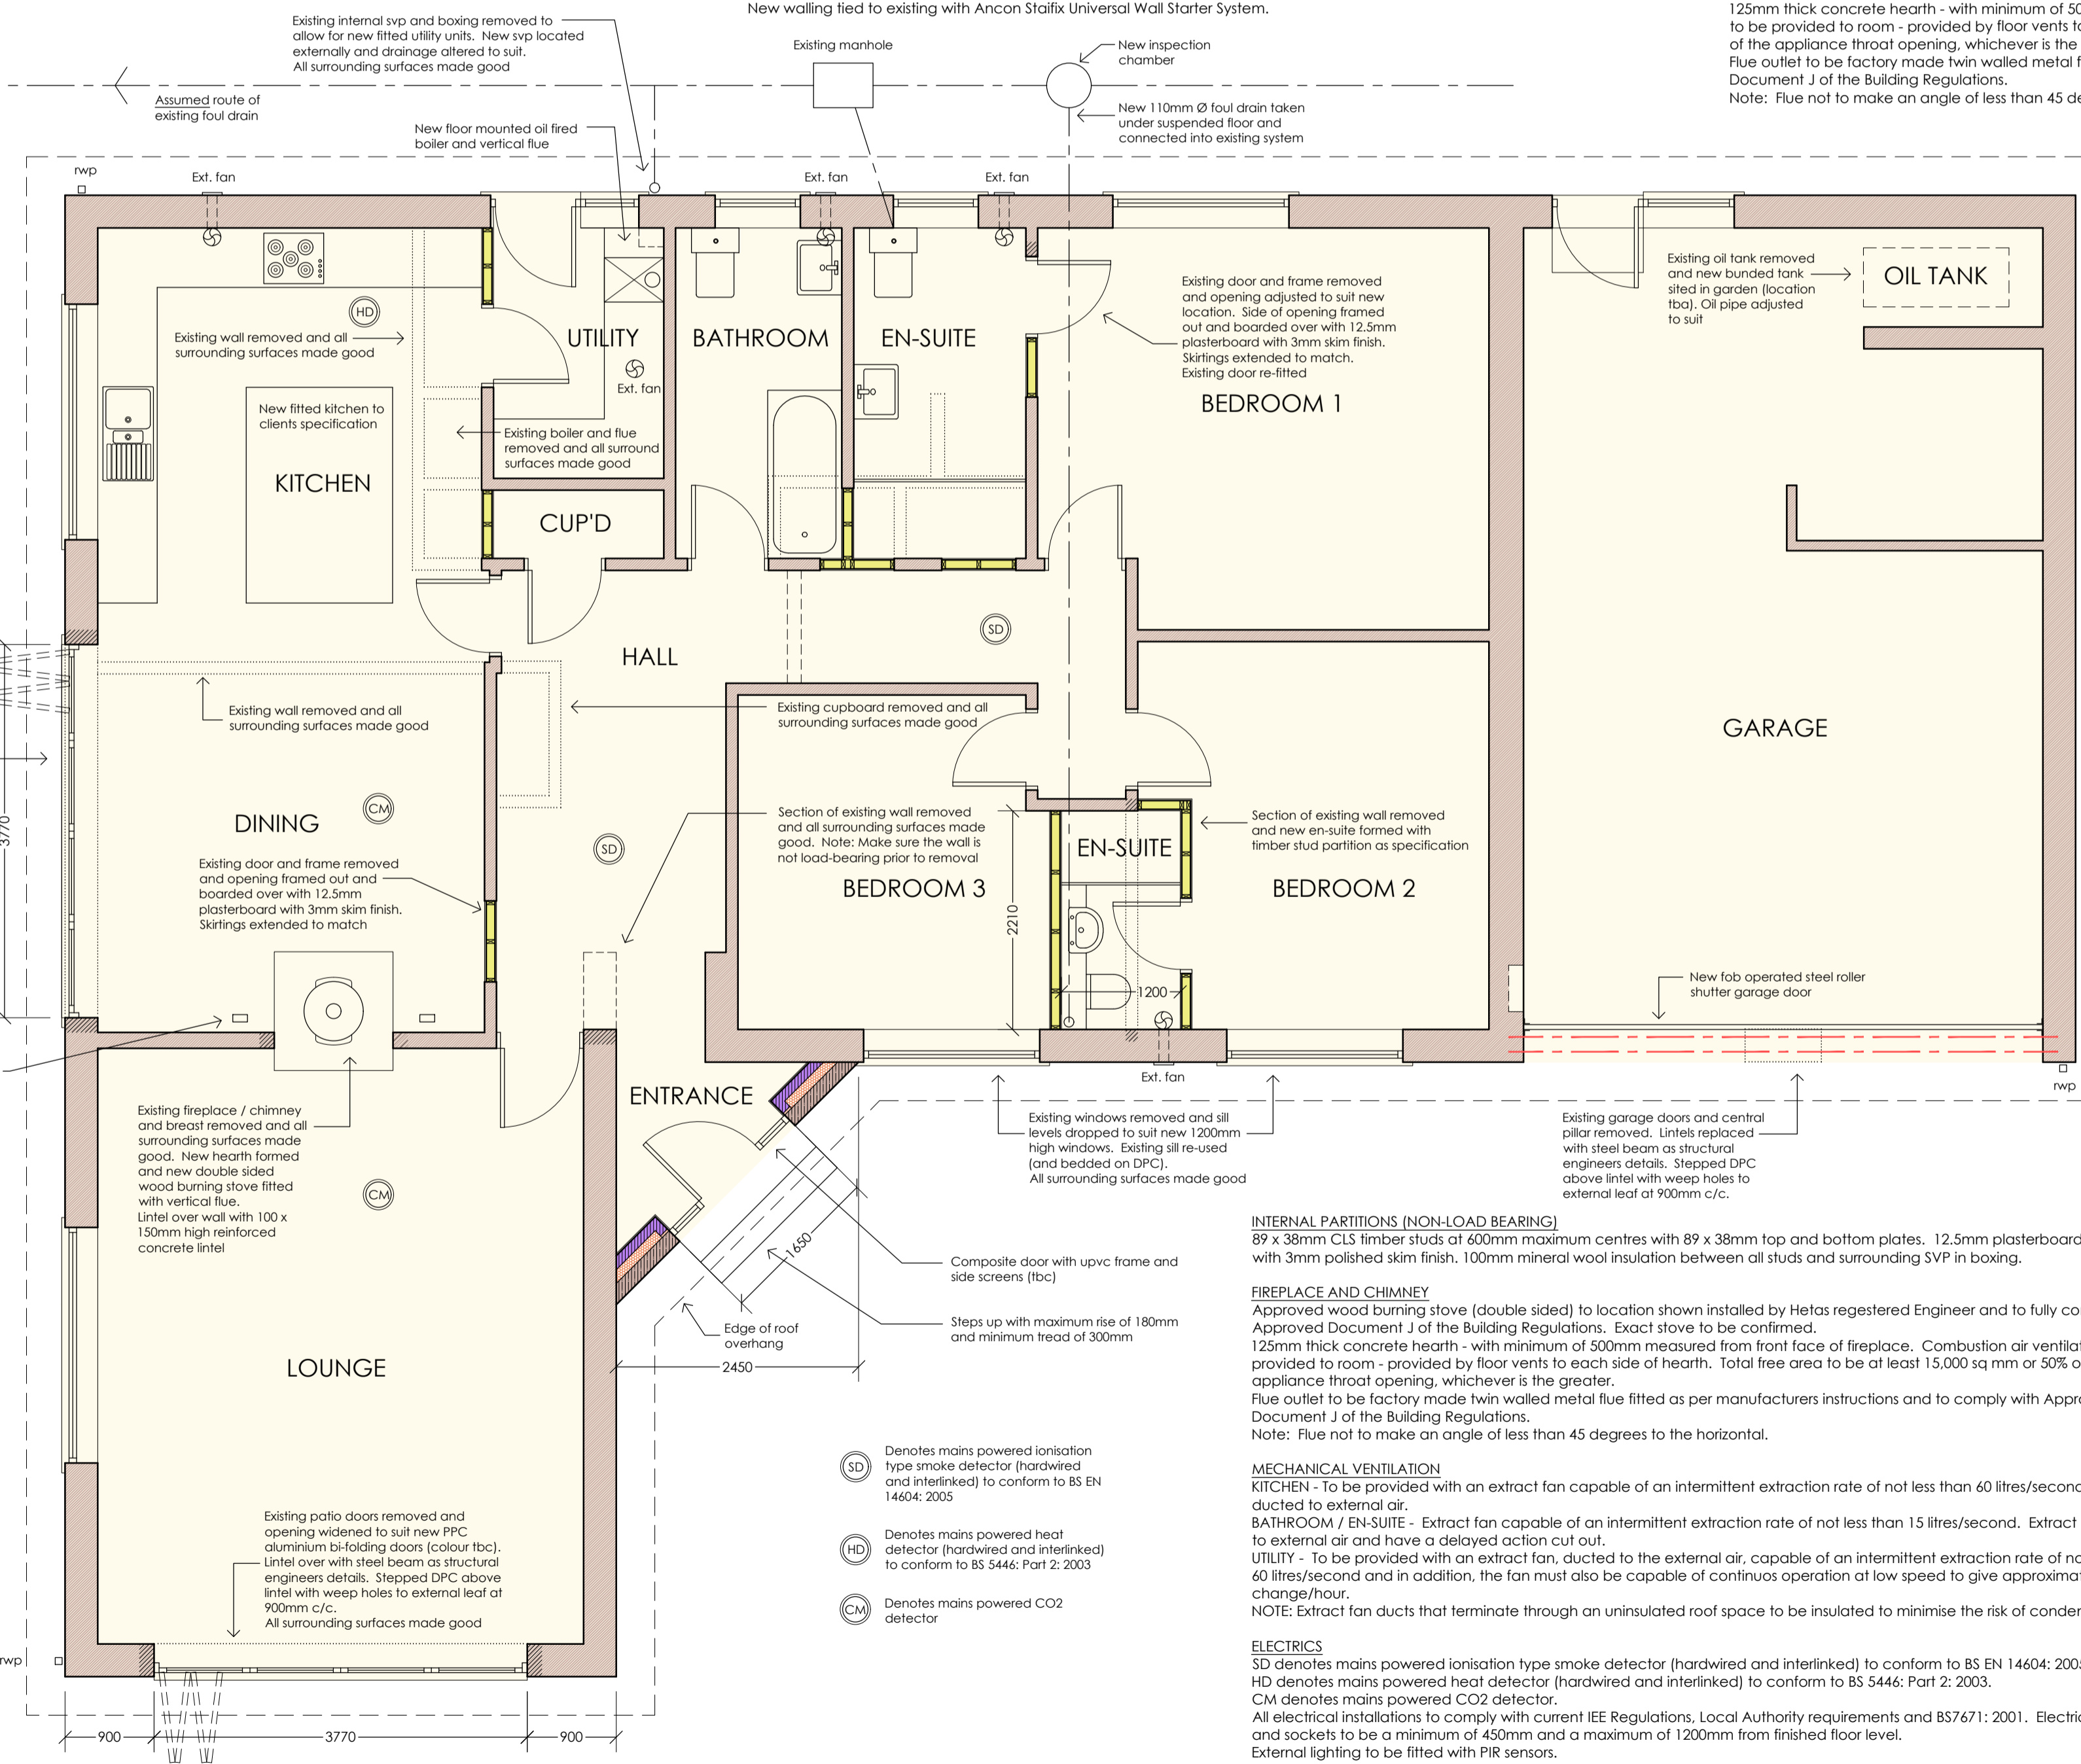 New walling tied to existing with Ancon Staifix Universal Wall Starter System.
125mm thick concrete hearth - with minimum of 50
to be provided to room - provided by floor vents to
of the appliance throat opening, whichever is the
Flue outlet to be factory made twin walled metal f
Document J of the Building Regulations.
Note: Flue not to make an angle of less than 45 de
Existing internal svp and boxing removed to
allow for new fitted utility units. New svp located
externally and drainage altered to suit.
All surrounding surfaces made good
Existing manhole
New inspection
chamber
Assumed route of
existing foul drain
New floor mounted oil fired
boiler and vertical flue
New 110mm Ø foul drain taken
under suspended floor and
connected into existing system
rwp
Ext. fan
Ext. fan
Ext. fan
HD
Existing wall removed and all
surrounding surfaces made good
UTILITY
Ext. fan
BATHROOM
EN-SUITE
Existing door and frame removed
and opening adjusted to suit new
location. Side of opening framed
out and boarded over with 12.5mm
plasterboard with 3mm skim finish.
Skirtings extended to match.
Existing door re-fitted
BEDROOM 1
Existing oil tank removed
and new bunded tank
sited in garden (location
tba). Oil pipe adjusted
to suit
OIL TANK
New fitted kitchen to
clients specification
KITCHEN
Existing boiler and flue
removed and all surround
surfaces made good
CUP'D
HALL
SD
Existing wall removed and all
surrounding surfaces made good
Existing cupboard removed and all
surrounding surfaces made good
GARAGE
3770
DINING
CM
Existing door and frame removed
and opening framed out and
boarded over with 12.5mm
plasterboard with 3mm skim finish.
Skirtings extended to match
SD
Section of existing wall removed
and all surrounding surfaces made
good. Note: Make sure the wall is
not load-bearing prior to removal
BEDROOM 3
2210
EN-SUITE
1200
Section of existing wall removed
and new en-suite formed with
timber stud partition as specification
BEDROOM 2
New fob operated steel roller
shutter garage door
Ext. fan
rwp
ENTRANCE
Existing fireplace / chimney
and breast removed and all
surrounding surfaces made
good. New hearth formed
and new double sided
wood burning stove fitted
with vertical flue.
Lintel over wall with 100 x
150mm high reinforced
concrete lintel
CM
Existing windows removed and sill
levels dropped to suit new 1200mm
high windows. Existing sill re-used
(and bedded on DPC).
All surrounding surfaces made good
Existing garage doors and central
pillar removed. Lintels replaced
with steel beam as structural
engineers details. Stepped DPC
above lintel with weep holes to
external leaf at 900mm c/c.
1650
Composite door with upvc frame and
side screens (tbc)
Steps up with maximum rise of 180mm
and minimum tread of 300mm
Edge of roof
overhang
2450
LOUNGE
SD
Denotes mains powered ionisation
type smoke detector (hardwired
and interlinked) to conform to BS EN
14604: 2005
HD
Denotes mains powered heat
detector (hardwired and interlinked)
to conform to BS 5446: Part 2: 2003
CM
Denotes mains powered CO2
detector
Existing patio doors removed and
opening widened to suit new PPC
aluminium bi-folding doors (colour tbc).
Lintel over with steel beam as structural
engineers details. Stepped DPC above
lintel with weep holes to external leaf at
900mm c/c.
All surrounding surfaces made good
rwp
900
3770
900
INTERNAL PARTITIONS (NON-LOAD BEARING)
89 x 38mm CLS timber studs at 600mm maximum centres with 89 x 38mm top and bottom plates. 12.5mm plasterboard
with 3mm polished skim finish. 100mm mineral wool insulation between all studs and surrounding SVP in boxing.
FIREPLACE AND CHIMNEY
Approved wood burning stove (double sided) to location shown installed by Hetas regestered Engineer and to fully co
Approved Document J of the Building Regulations. Exact stove to be confirmed.
125mm thick concrete hearth - with minimum of 500mm measured from front face of fireplace. Combustion air ventilat
provided to room - provided by floor vents to each side of hearth. Total free area to be at least 15,000 sq mm or 50% o
appliance throat opening, whichever is the greater.
Flue outlet to be factory made twin walled metal flue fitted as per manufacturers instructions and to comply with Appro
Document J of the Building Regulations.
Note: Flue not to make an angle of less than 45 degrees to the horizontal.
MECHANICAL VENTILATION
KITCHEN - To be provided with an extract fan capable of an intermittent extraction rate of not less than 60 litres/second
ducted to external air.
BATHROOM / EN-SUITE - Extract fan capable of an intermittent extraction rate of not less than 15 litres/second. Extract
to external air and have a delayed action cut out.
UTILITY - To be provided with an extract fan, ducted to the external air, capable of an intermittent extraction rate of no
60 litres/second and in addition, the fan must also be capable of continuos operation at low speed to give approximat
change/hour.
NOTE: Extract fan ducts that terminate through an uninsulated roof space to be insulated to minimise the risk of conder
ELECTRICS
SD denotes mains powered ionisation type smoke detector (hardwired and interlinked) to conform to BS EN 14604: 2005
HD denotes mains powered heat detector (hardwired and interlinked) to conform to BS 5446: Part 2: 2003.
CM denotes mains powered CO2 detector.
All electrical installations to comply with current IEE Regulations, Local Authority requirements and BS7671: 2001. Electric
and sockets to be a minimum of 450mm and a maximum of 1200mm from finished floor level.
External lighting to be fitted with PIR sensors.